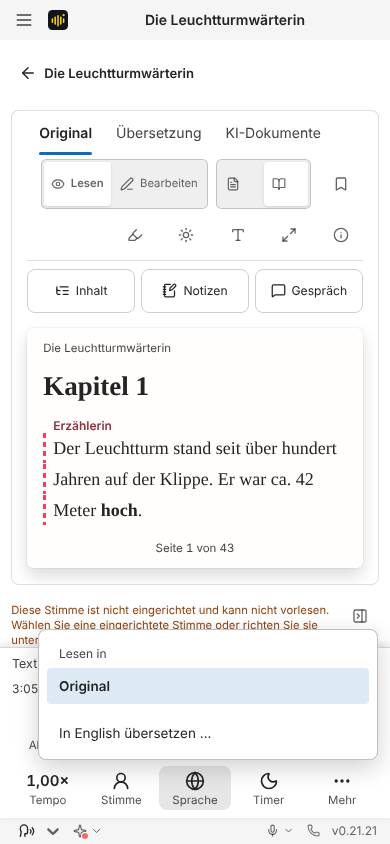 Die Leuchtturmwärterin
Die Leuchtturmwärterin
Original Übersetzung KI-Dokumente
Lesen Bearbeiten
Inhalt Notizen Gespräch
Die Leuchtturmwärterin
Kapitel 1
Erzählerin
Der Leuchtturm stand seit über hundert
Jahren auf der Klippe. Er war ca. 42
Meter hoch.
Seite 1 von 43
Diese Stimme ist nicht eingerichtet und kann nicht vorlesen.
Wählen Sie eine eingerichtete Stimme oder richten Sie sie
Text
Lesen in
3:05
Original
In English übersetzen ...
1,00×
Tempo Stimme Sprache Timer Mehr
v0.21.21